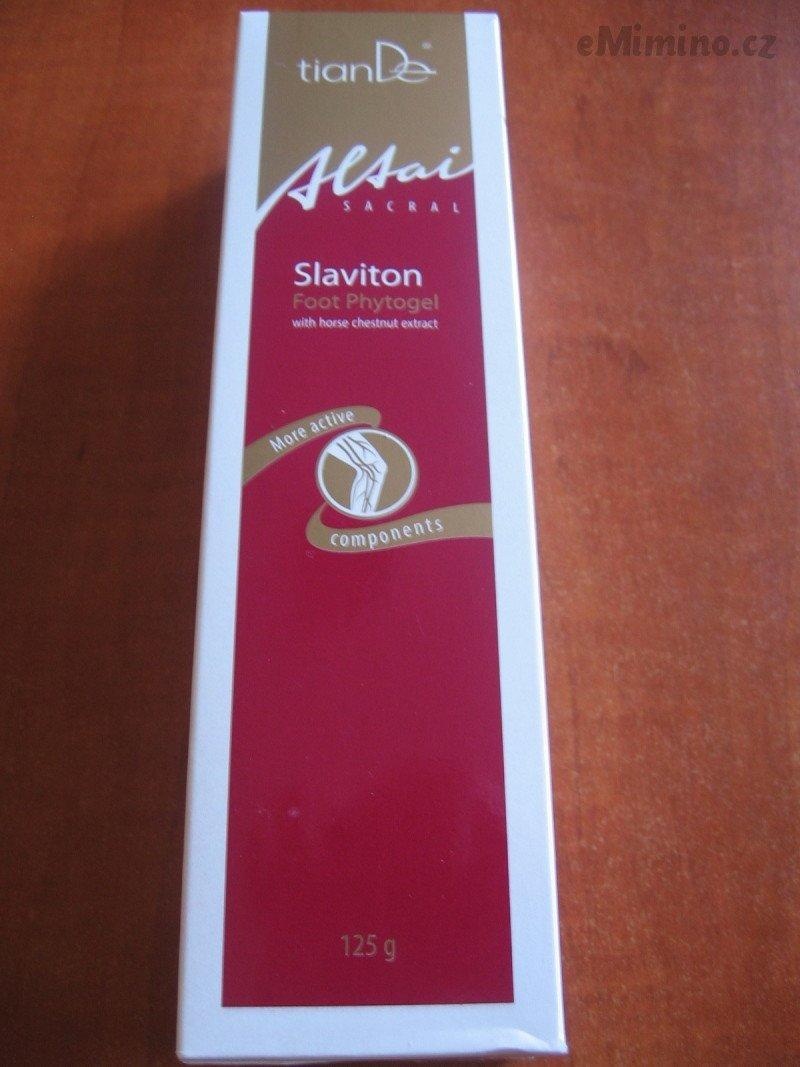 eMimino.cz
tianDe®
Altai
SACRAL
Slaviton
Foot Phytogel
with horse chestnut extract
More active
components
125 g